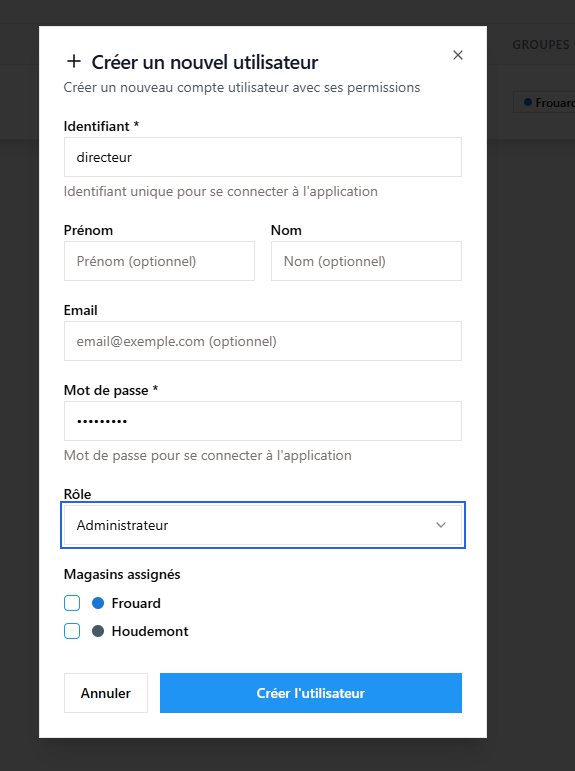 GROUPES
Frouard
+ Créer un nouvel utilisateur
Créer un nouveau compte utilisateur avec ses permissions
Identifiant *
directeur
Identifiant unique pour se connecter à l'application
Prénom Nom
Prénom (optionnel) Nom (optionnel)
Email
email@exemple.com (optionnel)
Mot de passe *
•••••••••
Mot de passe pour se connecter à l'application
Rôle
Administrateur
Magasins assignés
Frouard
Houdemont
Annuler Créer l'utilisateur